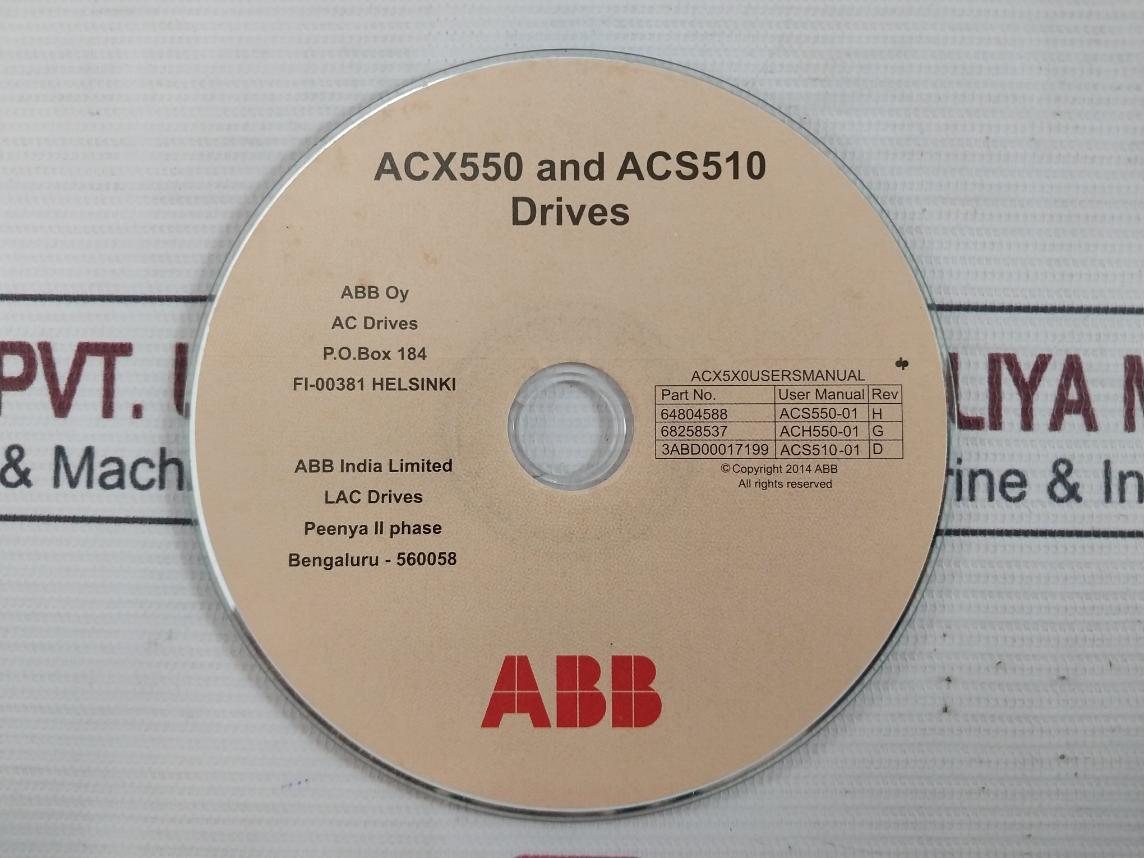 ACX550 and ACS510
Drives
ABB Oy
AC Drives
P.O.Box 184
FI-00381 HELSINKI
ABB India Limited
LAC Drives
Peenya II phase
Bengaluru - 560058
ACX5X0USERSMANUAL
Part No. User Manual Rev
64804588 ACS550-01 H
68258537 ACH550-01 G
3ABD00017199 ACS510-01 D
© Copyright 2014 ABB
All rights reserved
ABB
PVT.
& Mach
LIYA
rine & In